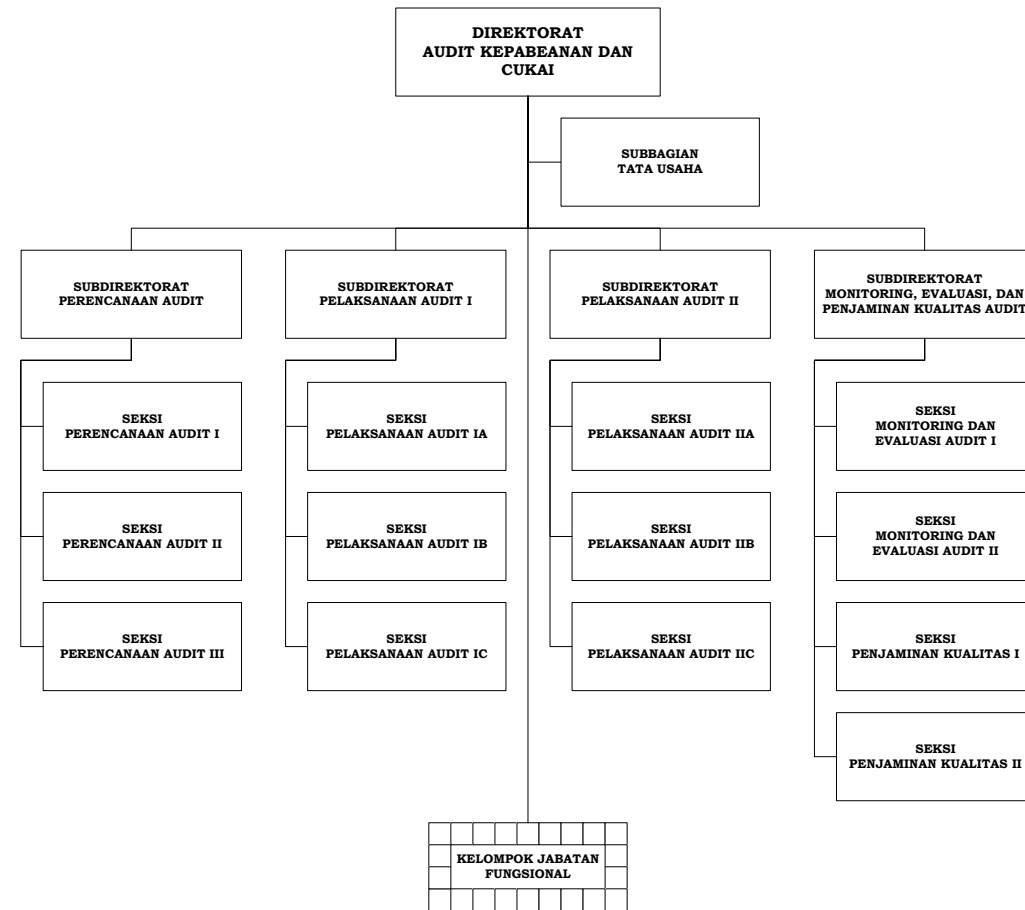 DIREKTORAT
AUDIT KEPABEANAN DAN
CUKAI
SUBBAGIAN
TATA USAHA
SUBDIREKTORAT
PERENCANAAN AUDIT
SUBDIREKTORAT
PELAKSANAAN AUDIT I
SUBDIREKTORAT
PELAKSANAAN AUDIT II
SUBDIREKTORAT
MONITORING, EVALUASI, DAN
PENJAMINAN KUALITAS AUDIT
SEKSI
PERENCANAAN AUDIT I
SEKSI
PELAKSANAAN AUDIT IA
SEKSI
PELAKSANAAN AUDIT IIA
SEKSI
MONITORING DAN
EVALUASI AUDIT I
SEKSI
PERENCANAAN AUDIT II
SEKSI
PELAKSANAAN AUDIT IB
SEKSI
PELAKSANAAN AUDIT IIB
SEKSI
MONITORING DAN
EVALUASI AUDIT II
SEKSI
PERENCANAAN AUDIT III
SEKSI
PELAKSANAAN AUDIT IC
SEKSI
PELAKSANAAN AUDIT IIC
SEKSI
PENJAMINAN KUALITAS I
SEKSI
PENJAMINAN KUALITAS II
KELOMPOK JABATAN
FUNGSIONAL